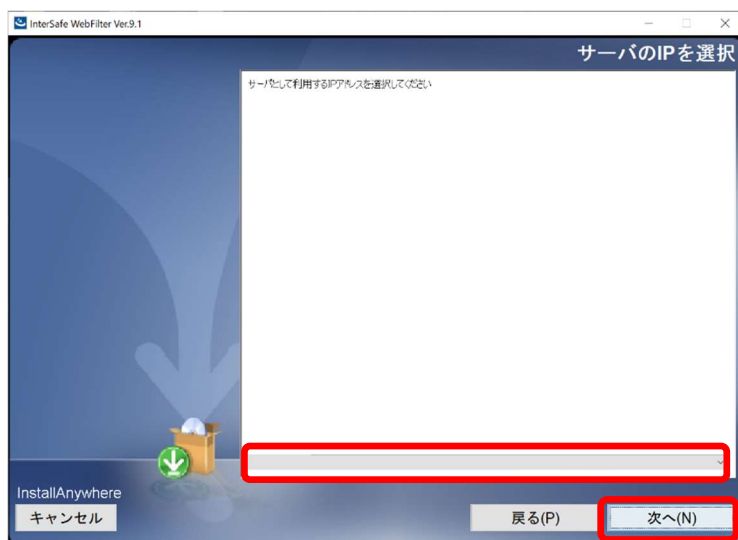 InterSafe WebFilter Ver.9.1
サーバのIPを選択
サーバとして利用するIPアドレスを選択してください
InstallAnywhere
キャンセル
戻る(P)
次へ(N)